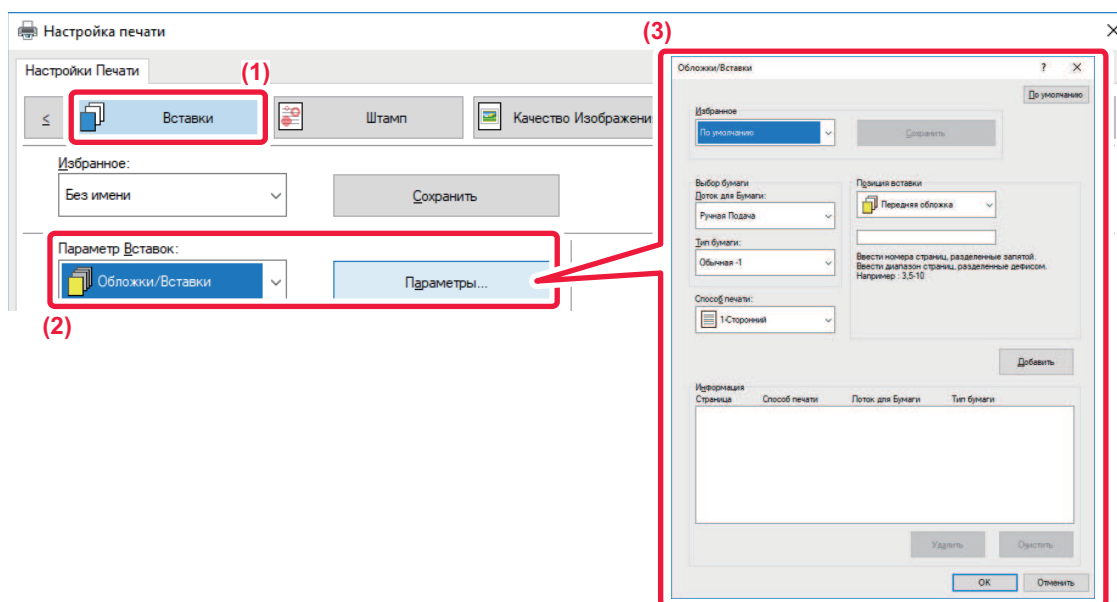 Настройка печати
Настройки Печати
(1)
≤ Вставки Штамп Качество Изображени
Избранное:
Без имени Сохранить
Параметр Вставок:
Обложки/Вставки Параметры...
(2)
(3)
Обложки/Вставки ?
По умолчанию
Избранное
По умолчанию Сохранить
Выбор бумаги
Поток для Бумаги:
Ручная Подача
Тип бумаги:
Обычная -1
Способ печати:
1-Сторонний
Позиция вставки
Передняя обложка
Ввести номера страниц, разделенные запятой.
Ввести диапазон страниц, разделенные дефисом.
Например : 3,5-10
Добавить
Информация
Страница Способ печати Поток для Бумаги Тип бумаги
Удалить Очистить
OK Отменить